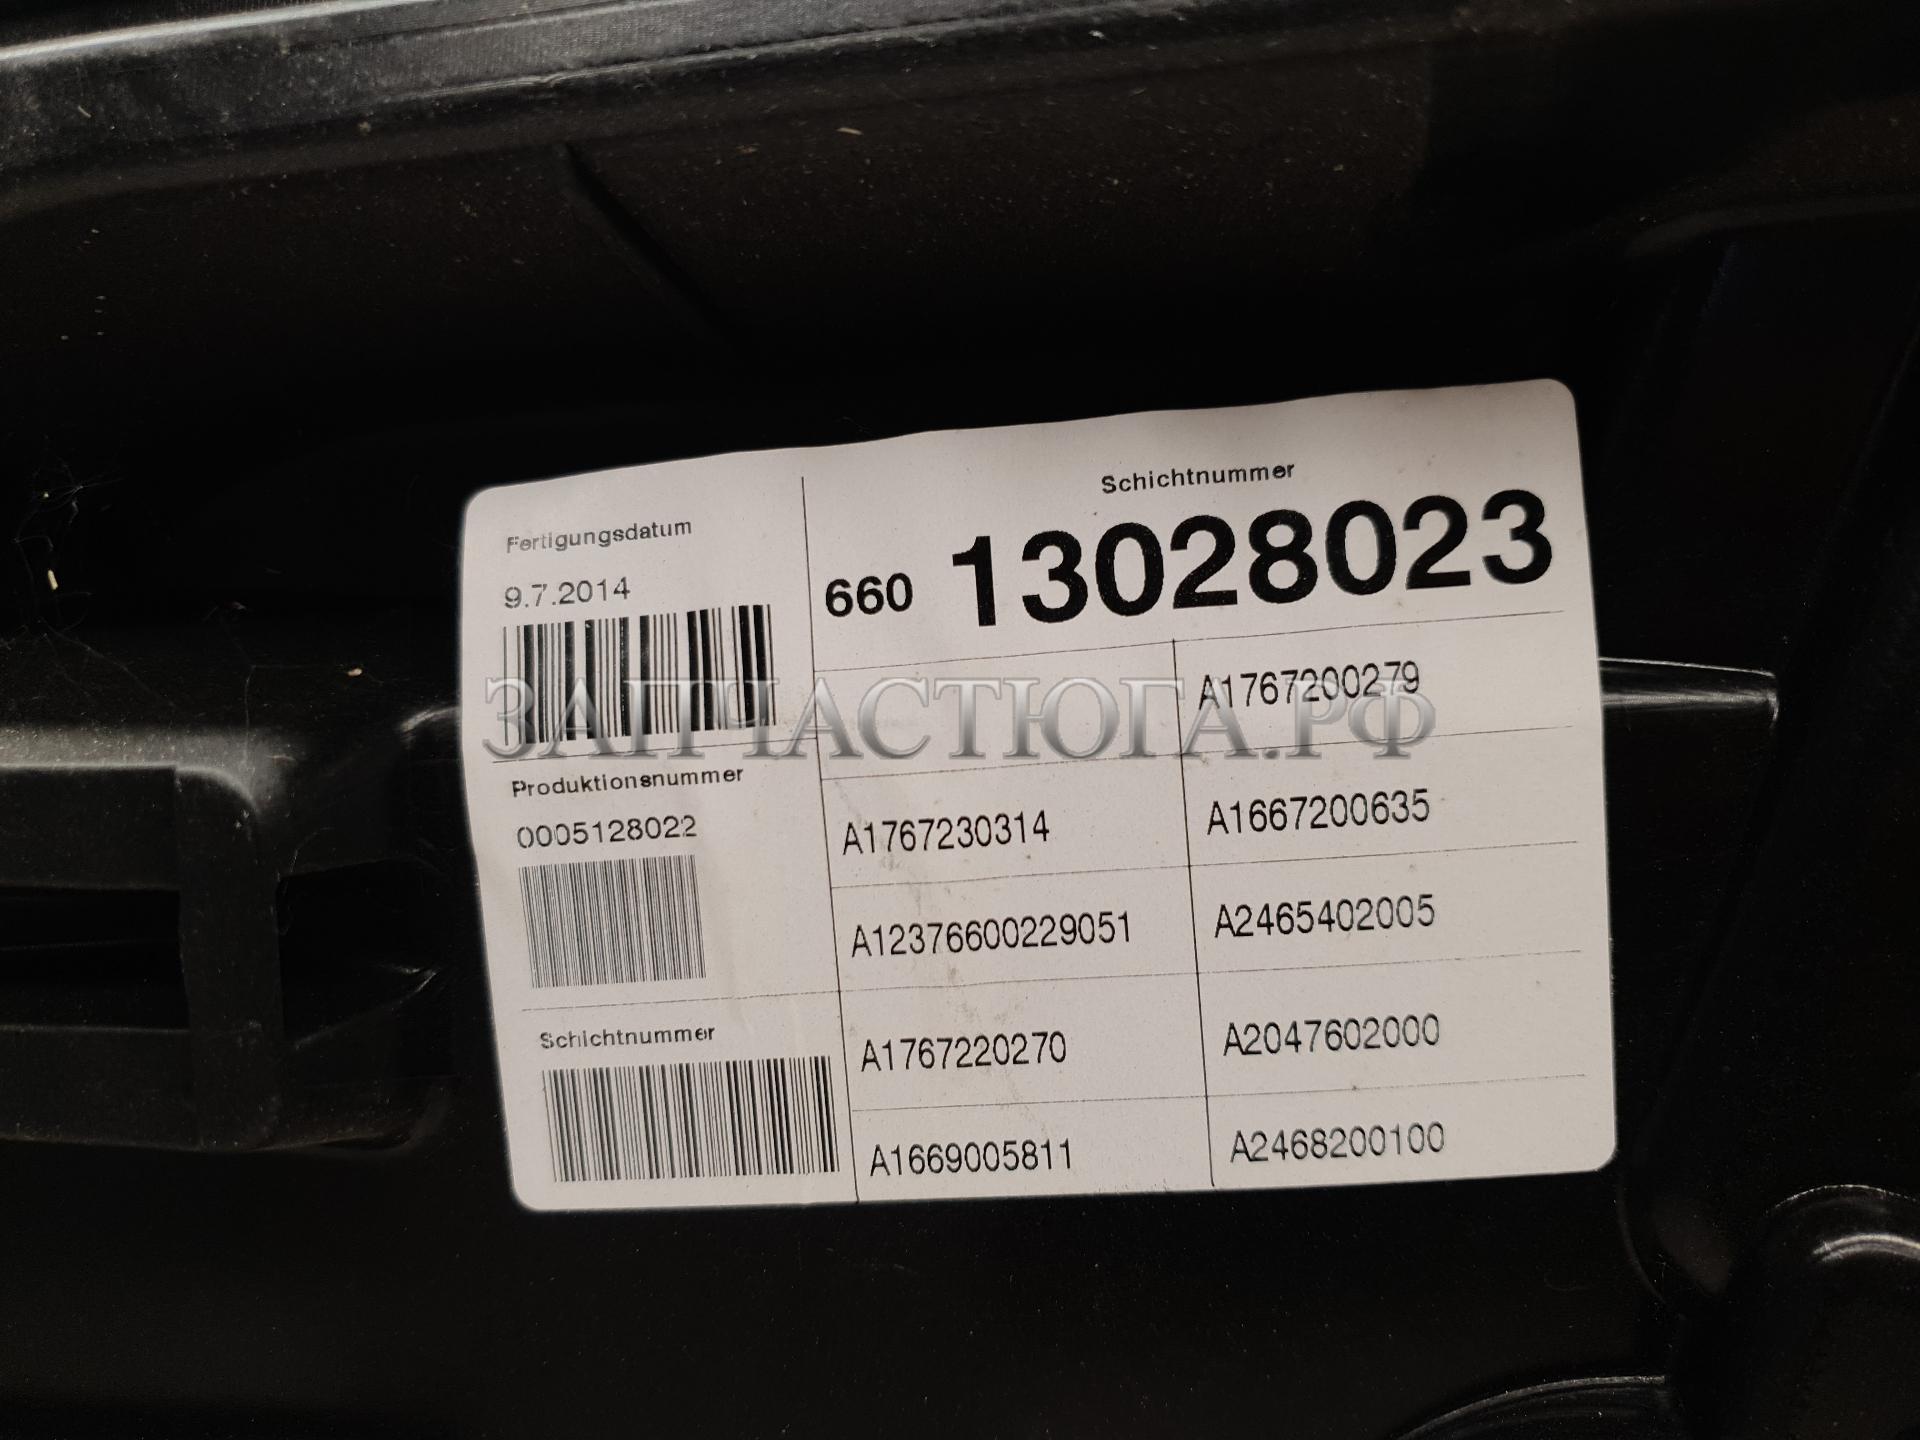 Fertigungsdatum
9.7.2014
Produktionsnummer
0005128022
Schichtnummer
Schichtnummer
660 13028023
A1767200279
A1767230314 A1667200635
A12376600229051 A2465402005
A1767220270 A2047602000
A1669005811 A2468200100
ЗАПЧАСТЮГА.РФ